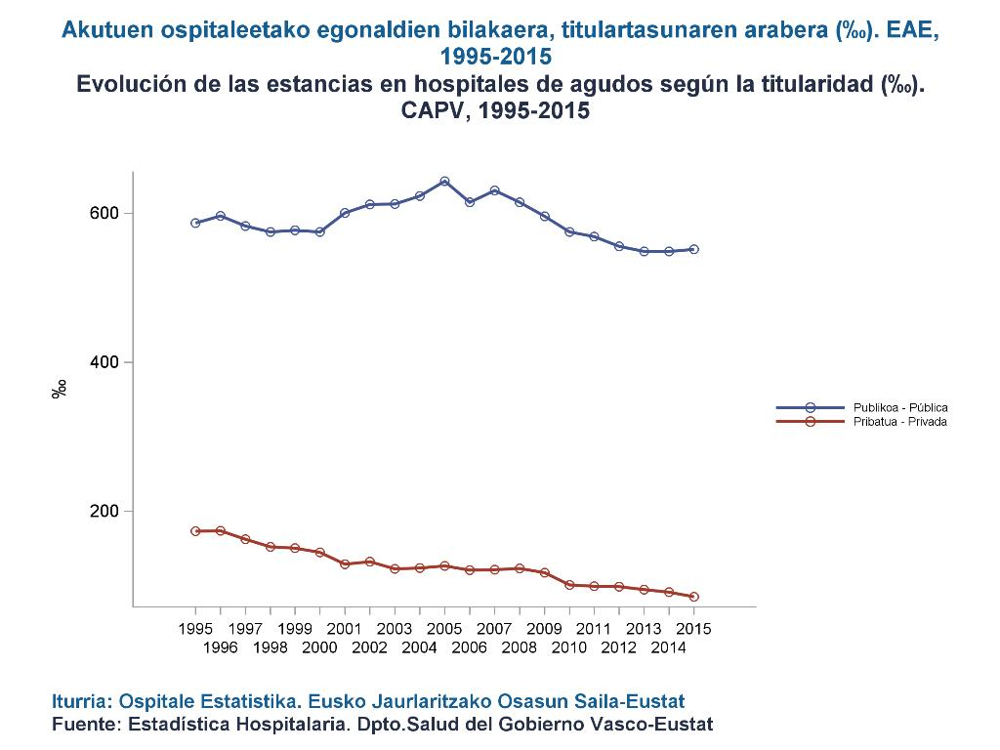 Akutuen ospitaleetako egonaldien bilakaera, titulartasunaren arabera (‰). EAE,
1995-2015
Evolución de las estancias en hospitales de agudos según la titularidad (‰).
CAPV, 1995-2015
600
400
200
‰
Publikoa - Pública
Pribatua - Privada
1995 1997 1999 2001 2003 2005 2007 2009 2011 2013 2015
1996 1998 2000 2002 2004 2006 2008 2010 2012 2014
Iturria: Ospitale Estatistika. Eusko Jaurlaritzako Osasun Saila-Eustat
Fuente: Estadística Hospitalaria. Dpto.Salud del Gobierno Vasco-Eustat